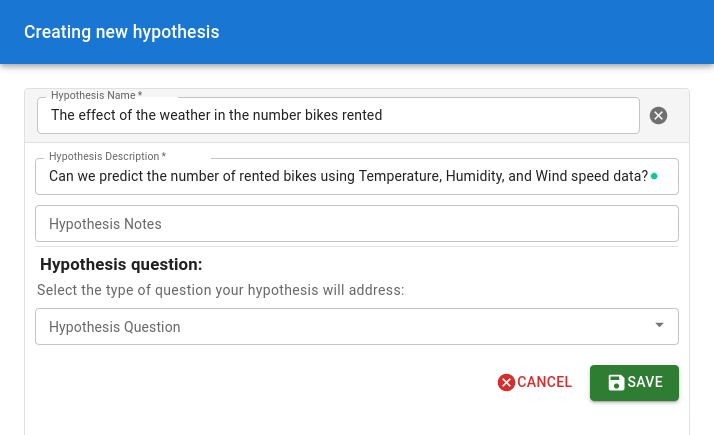 Creating new hypothesis
Hypothesis Name *
The effect of the weather in the number bikes rented
Hypothesis Description *
Can we predict the number of rented bikes using Temperature, Humidity, and Wind speed data?
Hypothesis Notes
Hypothesis question:
Select the type of question your hypothesis will address:
Hypothesis Question
CANCEL SAVE